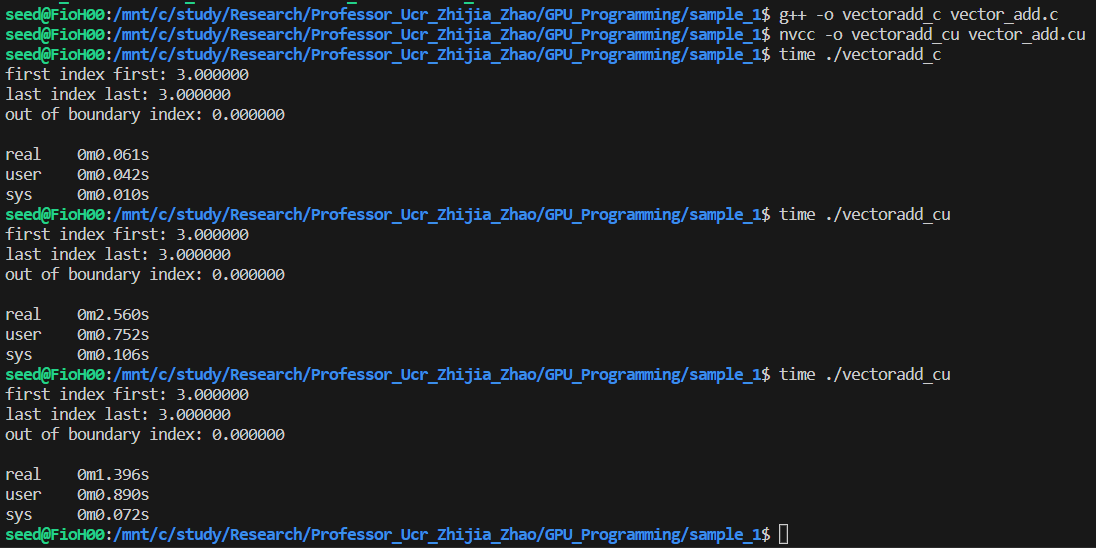 seed@FioH00:/mnt/c/study/Research/Professor_Ucr_Zhijia_Zhao/GPU_Programming/sample_1$ g++ -o vectoradd_c vector_add.c
seed@FioH00:/mnt/c/study/Research/Professor_Ucr_Zhijia_Zhao/GPU_Programming/sample_1$ nvcc -o vectoradd_cu vector_add.cu
seed@FioH00:/mnt/c/study/Research/Professor_Ucr_Zhijia_Zhao/GPU_Programming/sample_1$ time ./vectoradd_c
first index first: 3.000000
last index last: 3.000000
out of boundary index: 0.000000

real    0m0.061s
user    0m0.042s
sys     0m0.010s
seed@FioH00:/mnt/c/study/Research/Professor_Ucr_Zhijia_Zhao/GPU_Programming/sample_1$ time ./vectoradd_cu
first index first: 3.000000
last index last: 3.000000
out of boundary index: 0.000000

real    0m2.560s
user    0m0.752s
sys     0m0.106s
seed@FioH00:/mnt/c/study/Research/Professor_Ucr_Zhijia_Zhao/GPU_Programming/sample_1$ time ./vectoradd_cu
first index first: 3.000000
last index last: 3.000000
out of boundary index: 0.000000

real    0m1.396s
user    0m0.890s
sys     0m0.072s
seed@FioH00:/mnt/c/study/Research/Professor_Ucr_Zhijia_Zhao/GPU_Programming/sample_1$